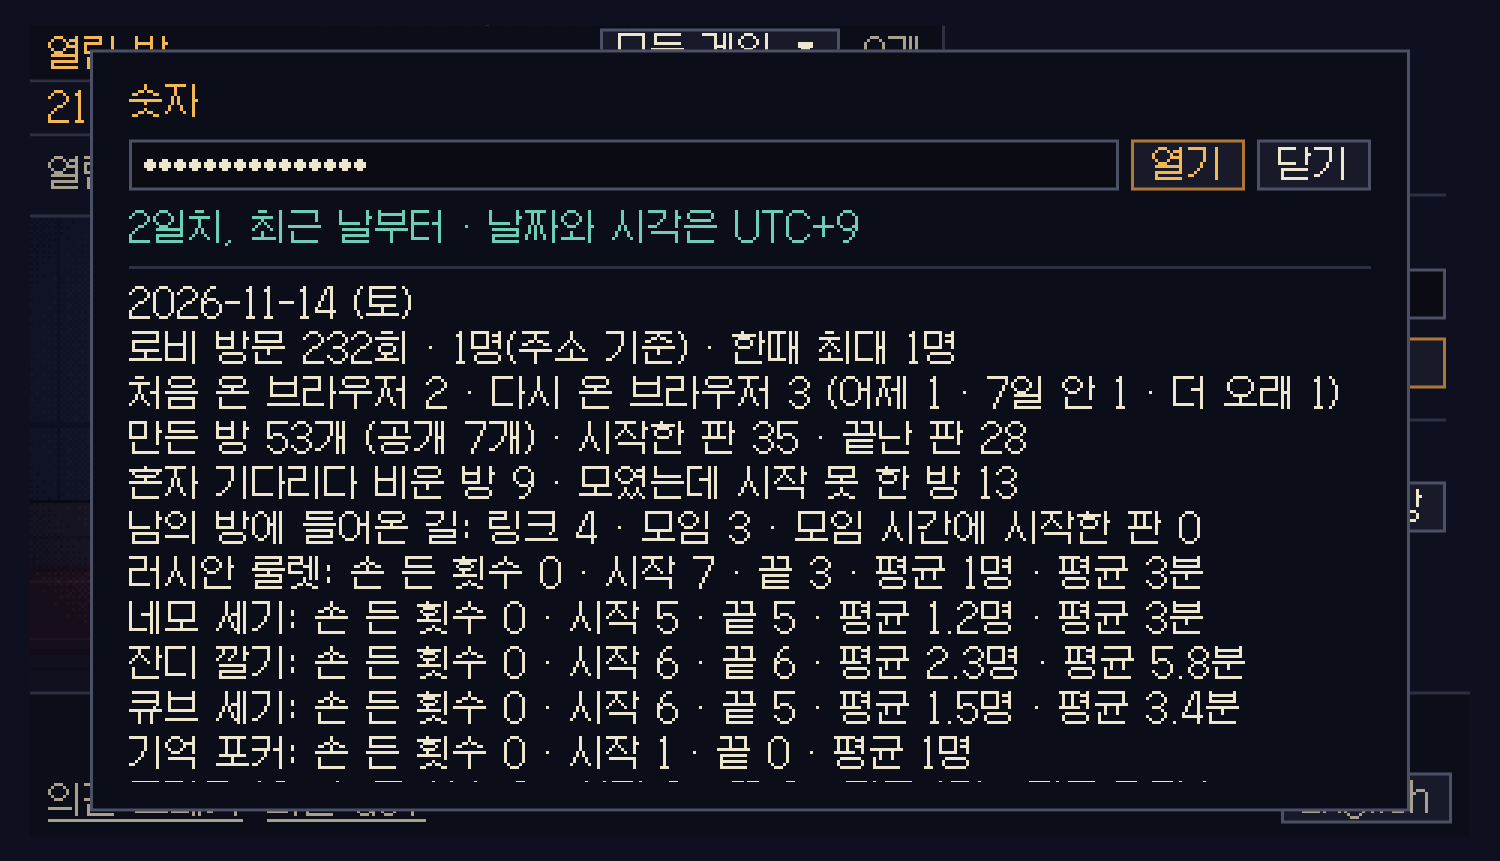 열린 방
모든 게임 ▼ 0개
숫자
21
••••••••••••••• 열기 닫기
2일치, 최근 날부터 · 날짜와 시각은 UTC+9
2026-11-14 (토)
로비 방문 232회 · 1명(주소 기준) · 한때 최대 1명
처음 온 브라우저 2 · 다시 온 브라우저 3 (어제 1 · 7일 안 1 · 더 오래 1)
만든 방 53개 (공개 7개) · 시작한 판 35 · 끝난 판 28
혼자 기다리다 비운 방 9 · 모였는데 시작 못 한 방 13
남의 방에 들어온 길: 링크 4 · 모임 3 · 모임 시간에 시작한 판 0
러시안 룰렛: 손 든 횟수 0 · 시작 7 · 끝 3 · 평균 1명 · 평균 3분
네모 세기: 손 든 횟수 0 · 시작 5 · 끝 5 · 평균 1.2명 · 평균 3분
잔디 깔기: 손 든 횟수 0 · 시작 6 · 끝 6 · 평균 2.3명 · 평균 5.8분
큐브 세기: 손 든 횟수 0 · 시작 6 · 끝 5 · 평균 1.5명 · 평균 3.4분
기억 포커: 손 든 횟수 0 · 시작 1 · 끝 0 · 평균 1명